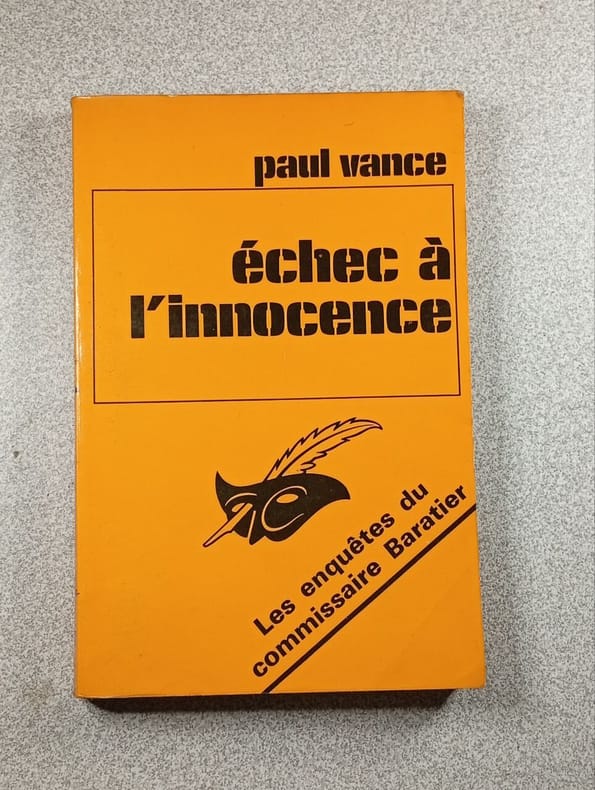 paul vance
échec à
l'innocence
Les enquêtes du
commissaire Baratier